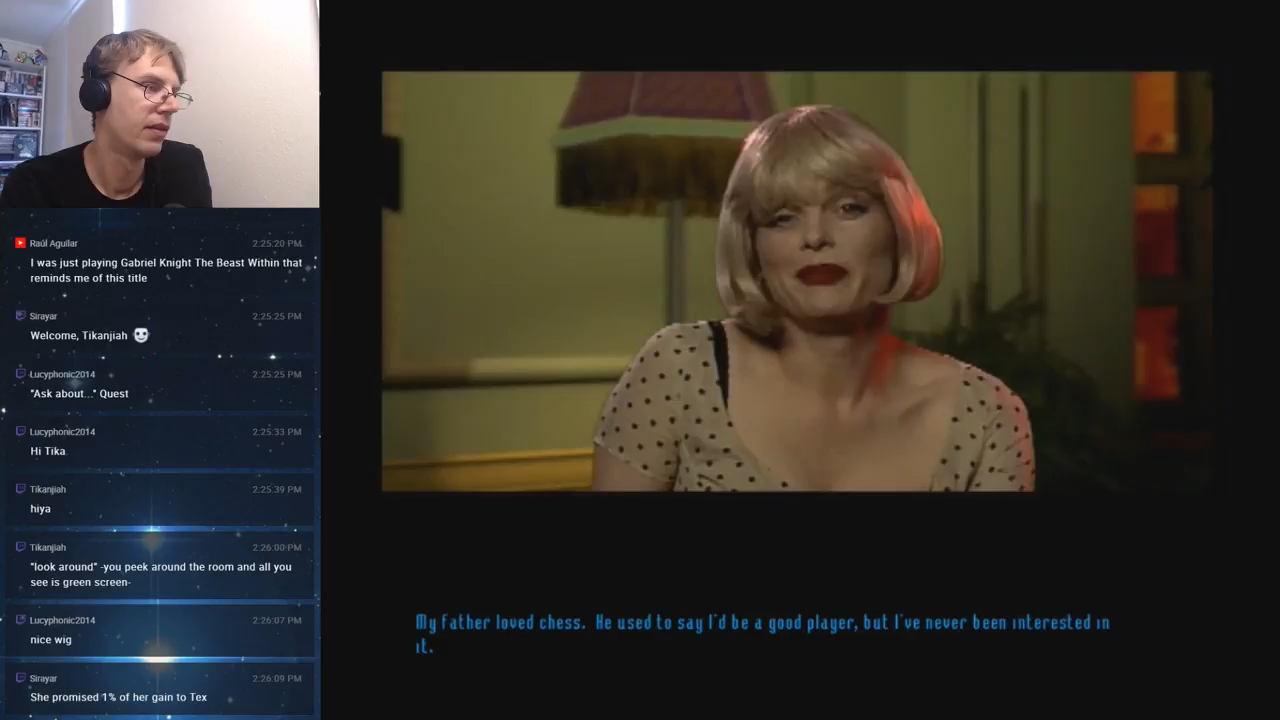 Raúl Aguilar 2:25:20 PM
I was just playing Gabriel Knight The Beast Within that
reminds me of this title
Sirayar 2:25:25 PM
Welcome, Tikanjiah
Lucyphonic2014 2:25:25 PM
"Ask about..." Quest
Lucyphonic2014 2:25:33 PM
Hi Tika
Tikanjiah 2:25:39 PM
hiya
Tikanjiah 2:26:00 PM
"look around" -you peek around the room and all you
see is green screen-
Lucyphonic2014 2:26:07 PM
nice wig
Sirayar 2:26:09 PM
She promised 1% of her gain to Tex
My father loved chess. He used to say I'd be a good player, but I've never been interested in
it.